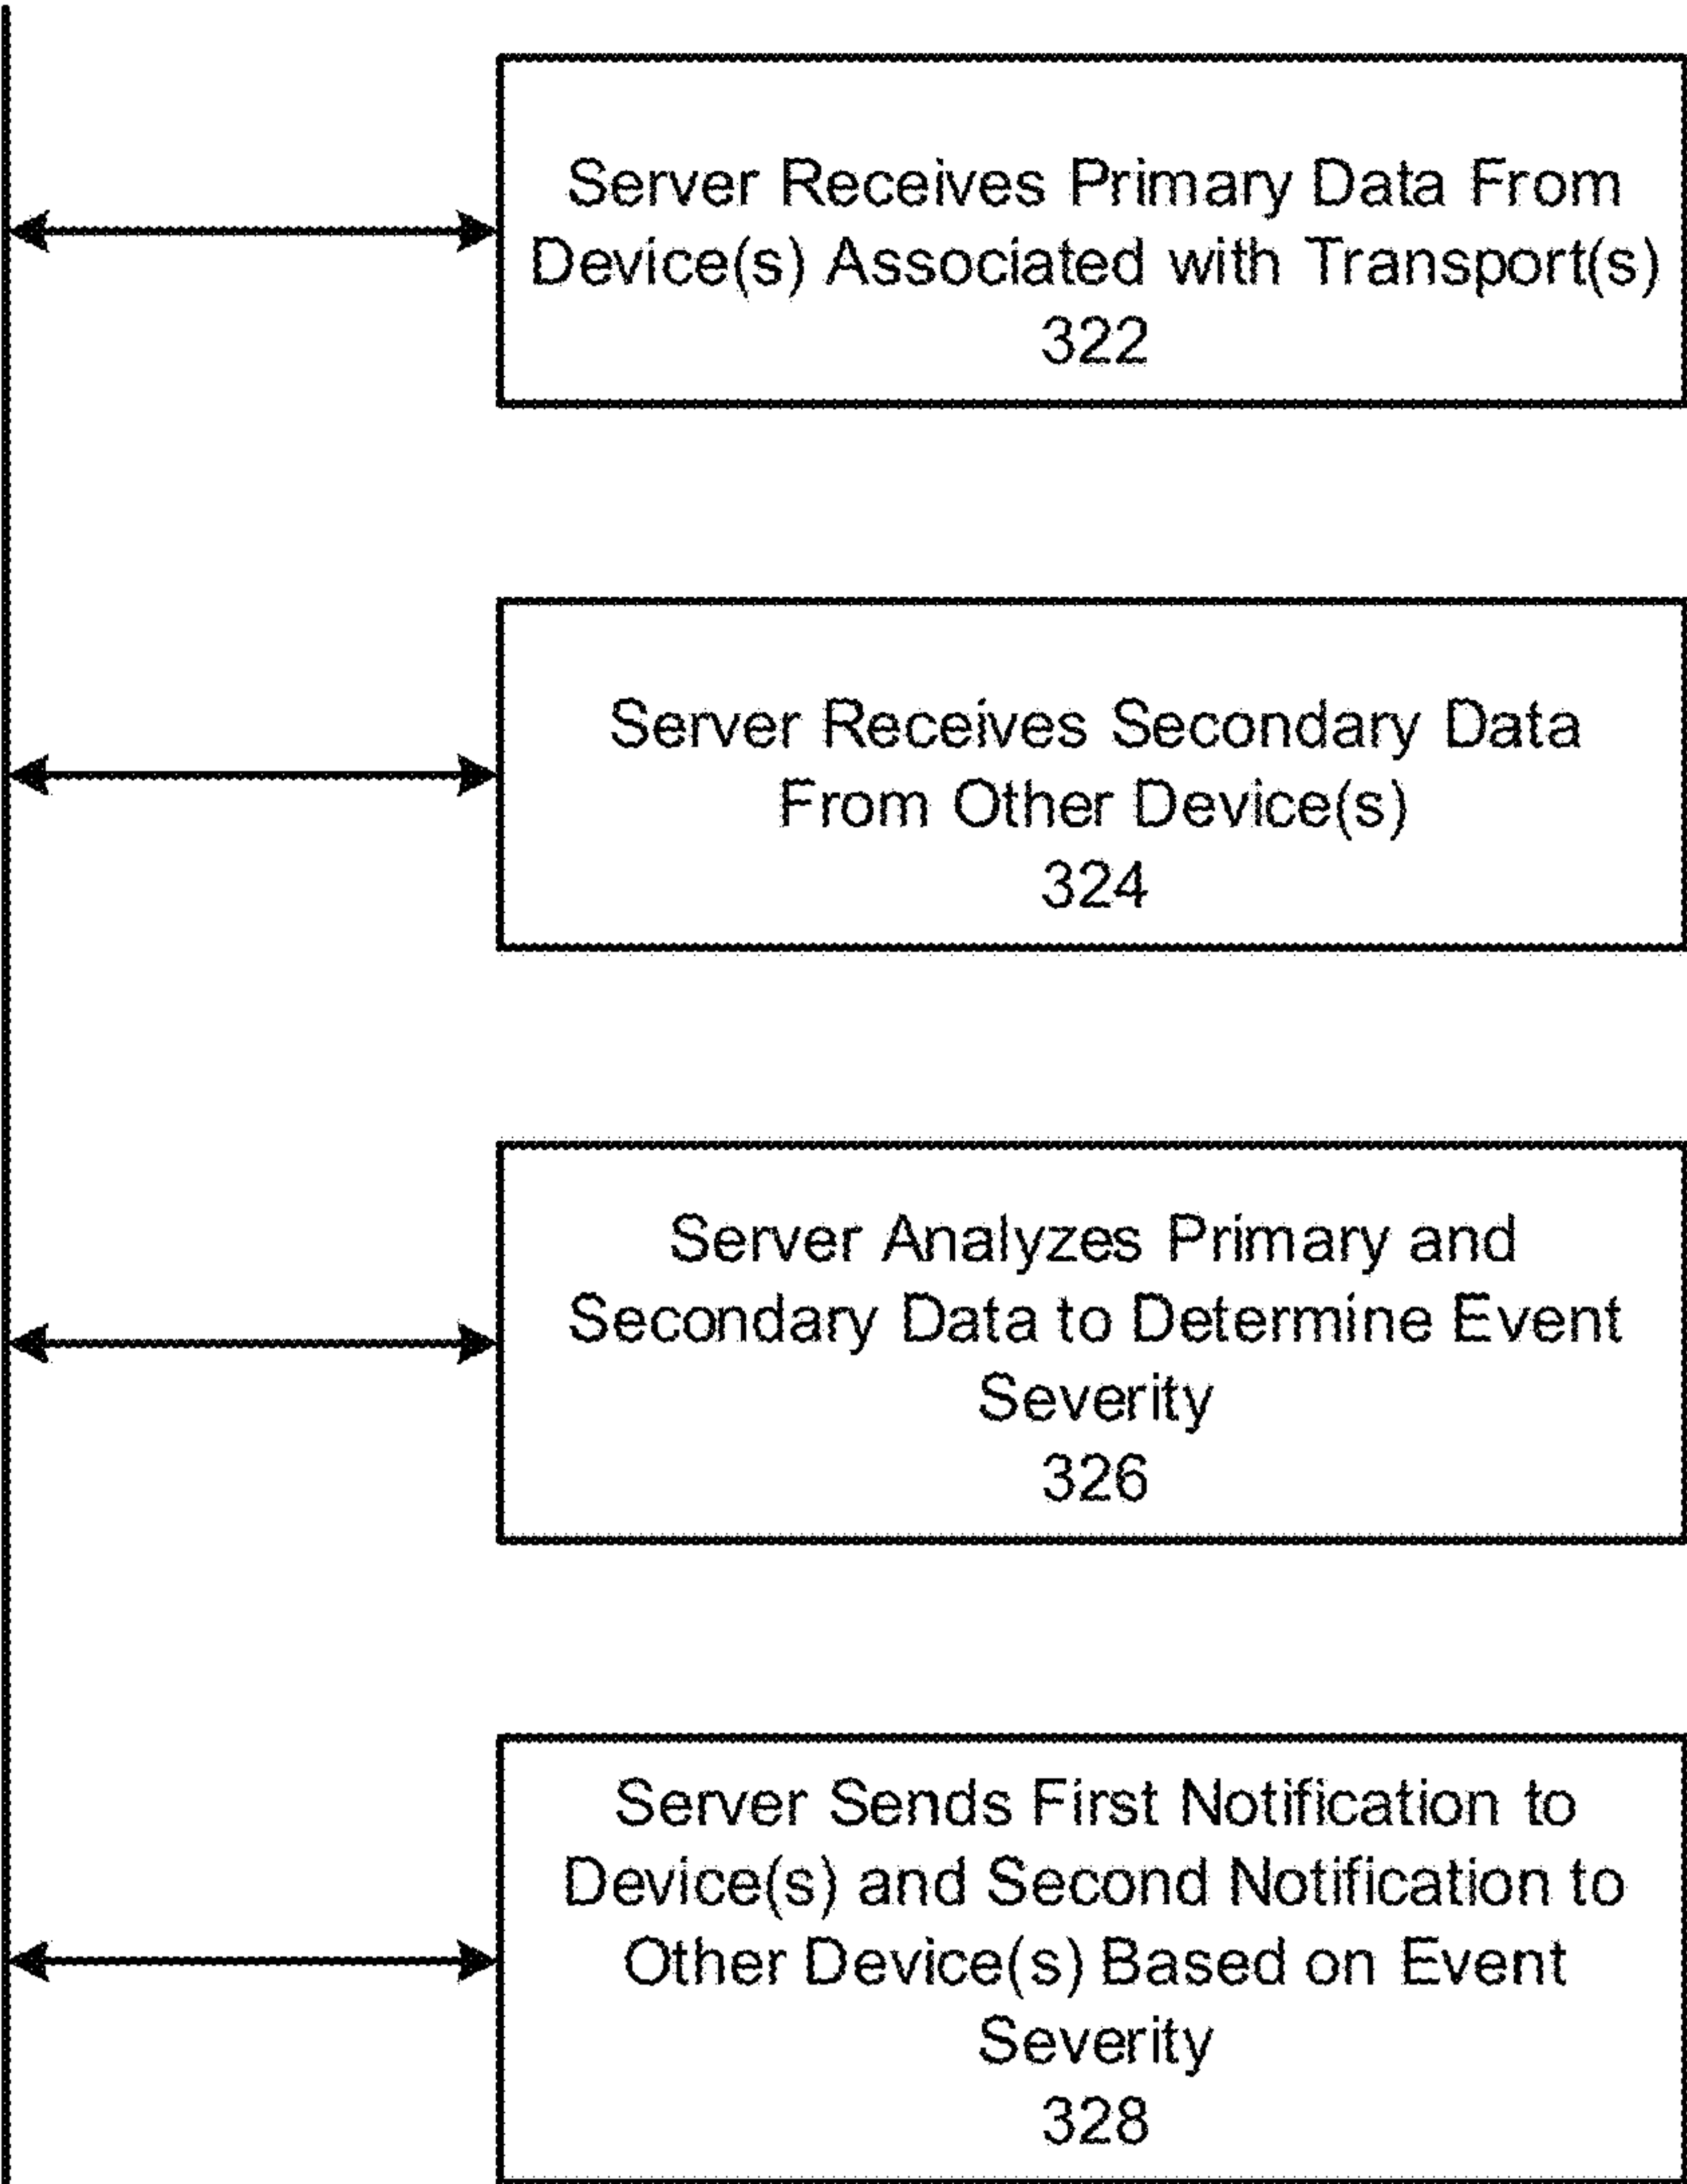 Server Receives Primary Data From
Device(s) Associated with Transport(s)
322
Server Receives Secondary Data
From Other Device(s)
324
Server Analyzes Primary and
Secondary Data to Determine Event
Severity
326
Server Sends First Notification to
Device(s) and Second Notification to
Other Device(s) Based on Event
Severity
328